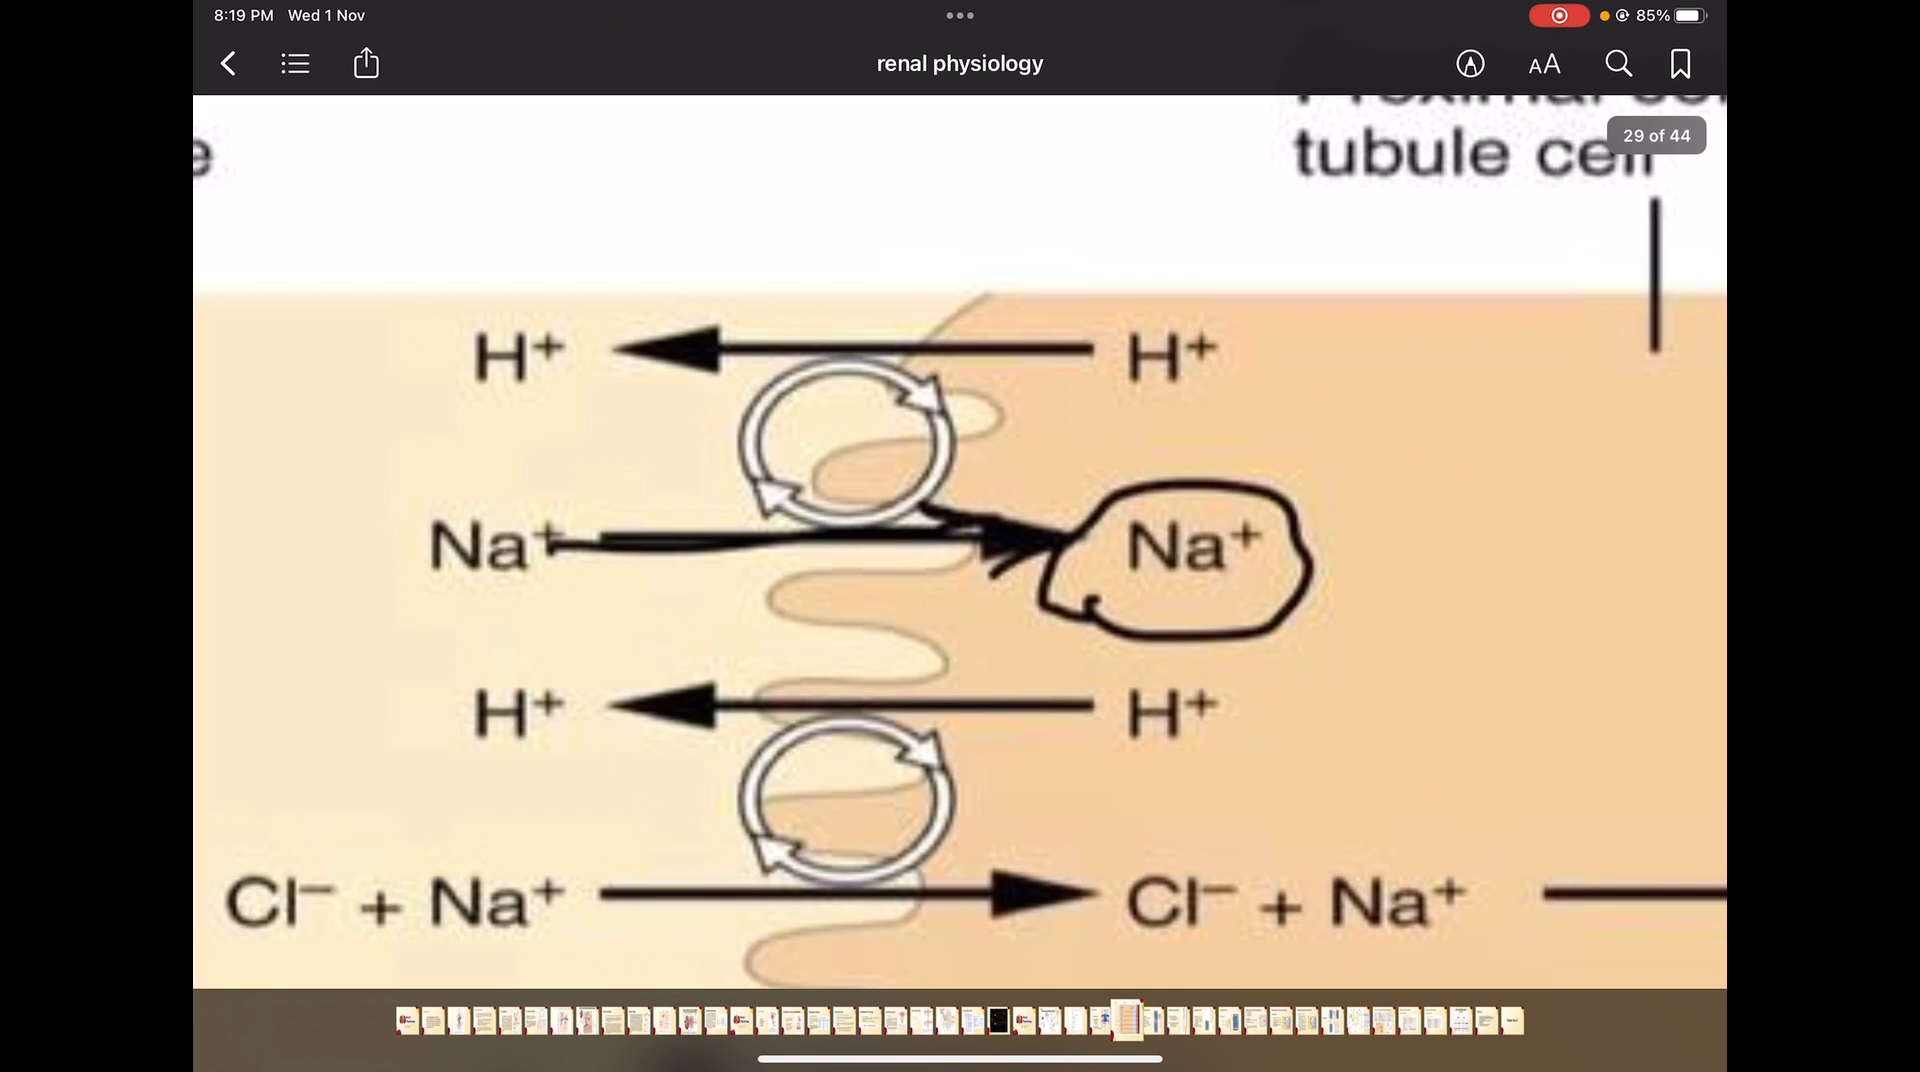 8:19 PM Wed 1 Nov
85%
renal physiology
29 of 44
tubule cell
H+ H+
Na+ Na+
H+ H+
Cl− + Na+ Cl− + Na+